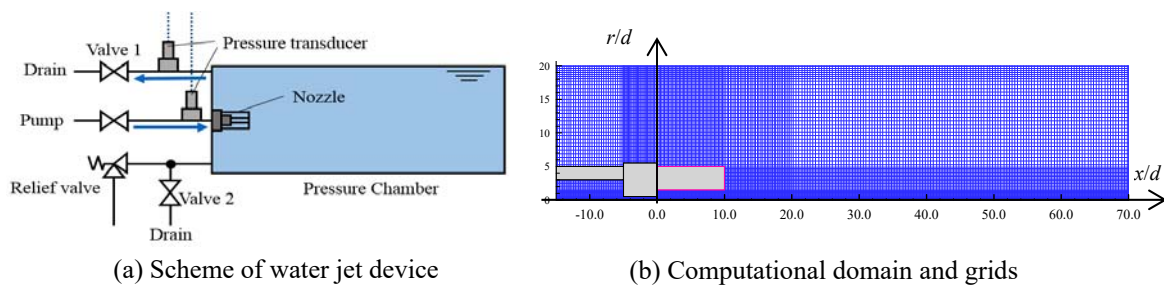 Valve 1
Pressure transducer
Drain
Nozzle
Pump
Relief valve
Pressure Chamber
Valve 2
Drain
(a) Scheme of water jet device
r/d
20
15
10
5
0
x/d
-10.0 0.0 10.0 20.0 30.0 40.0 50.0 60.0 70.0
(b) Computational domain and grids